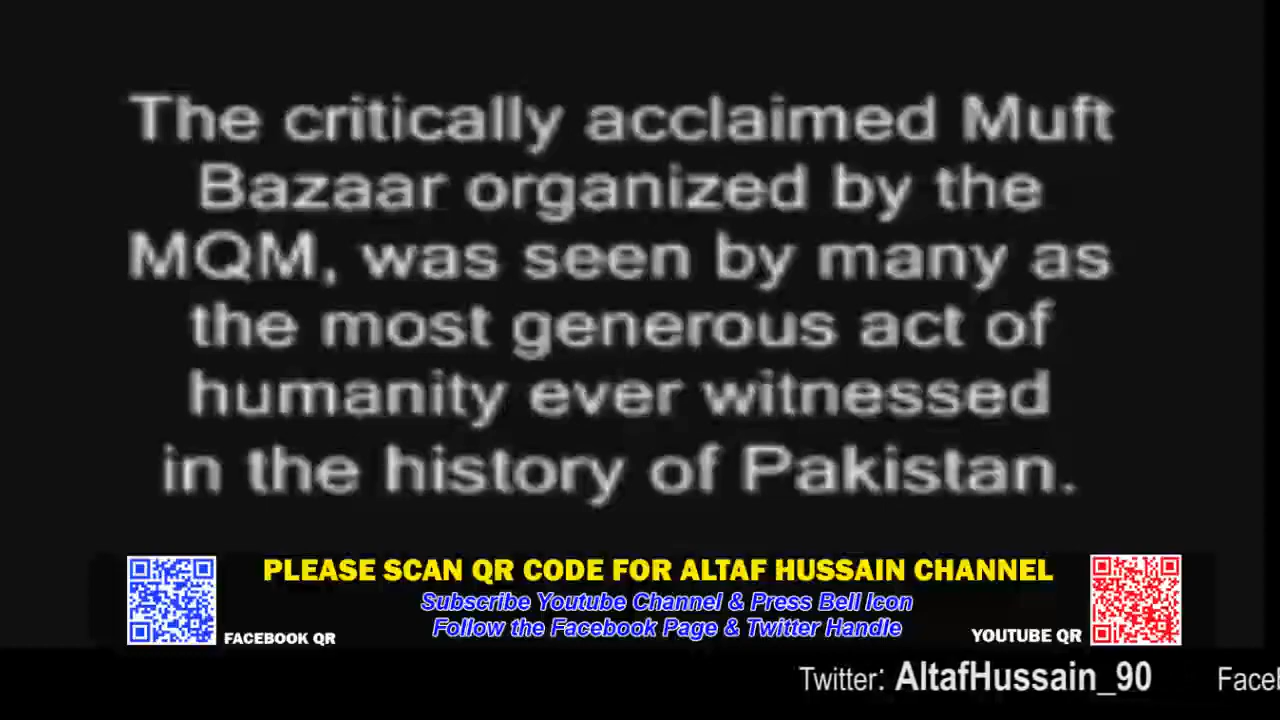 The critically acclaimed Muft
Bazaar organized by the
MQM, was seen by many as
the most generous act of
humanity ever witnessed
in the history of Pakistan.
PLEASE SCAN QR CODE FOR ALTAF HUSSAIN CHANNEL
Subscribe Youtube Channel & Press Bell Icon
Follow the Facebook Page & Twitter Handle
FACEBOOK QR
YOUTUBE QR
Twitter: AltafHussain_90